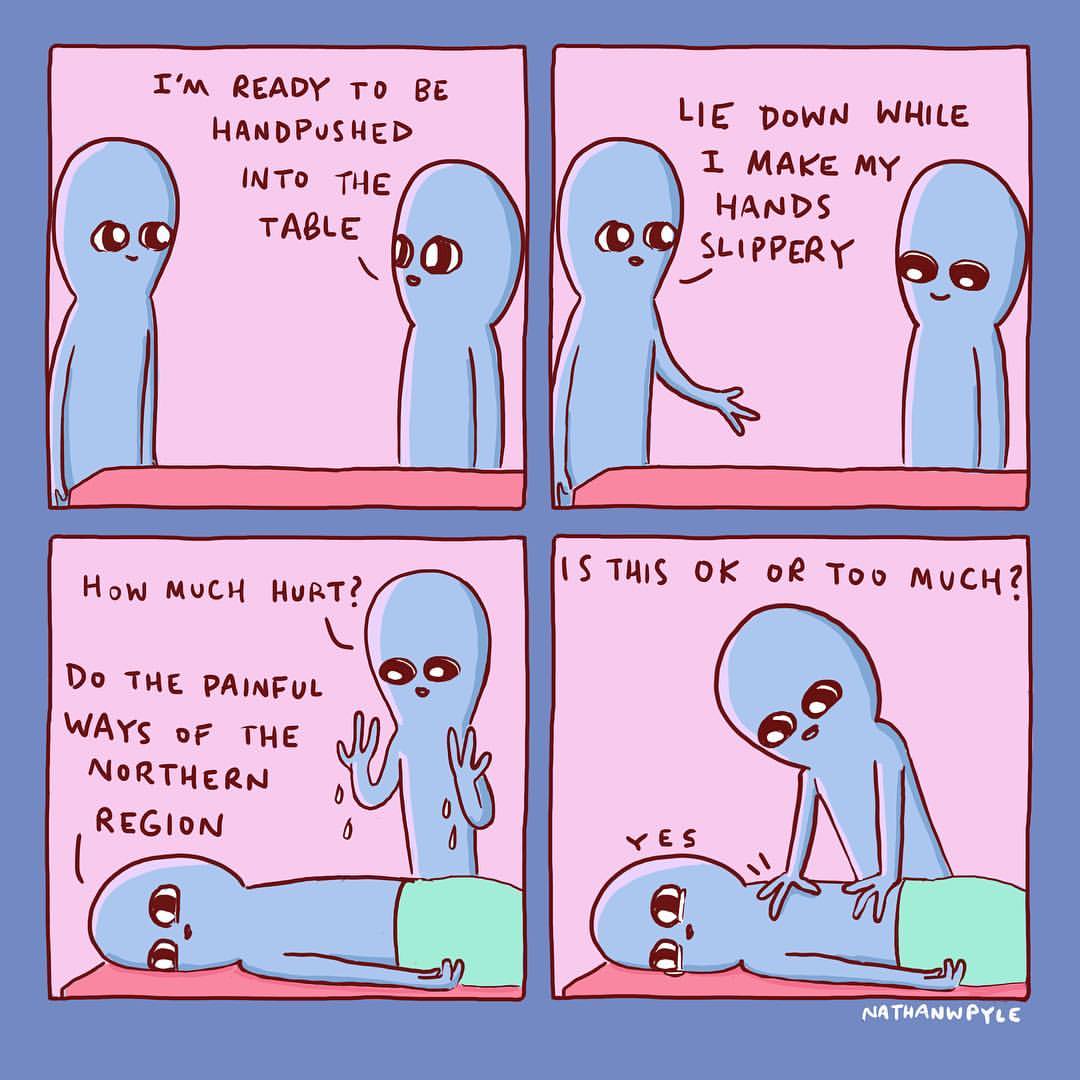 I'M READY TO BE
HANDPUSHED
INTO THE
TABLE
LIE DOWN WHILE
I MAKE MY
HANDS
SLIPPERY
HOW MUCH HURT?
DO THE PAINFUL
WAYS OF THE
NORTHERN
REGION
IS THIS OK OR TOO MUCH?
YES
NATHANWPYLE